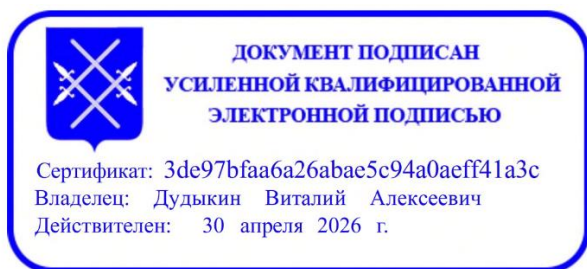 ДОКУМЕНТ ПОДПИСАН
УСИЛЕННОЙ КВАЛИФИЦИРОВАННОЙ
ЭЛЕКТРОННОЙ ПОДПИСЬЮ
Сертификат: 3de97bfaa6a26abae5c94a0aeff41a3c
Владелец: Дудыкин Виталий Алексеевич
Действителен: 30 апреля 2026 г.